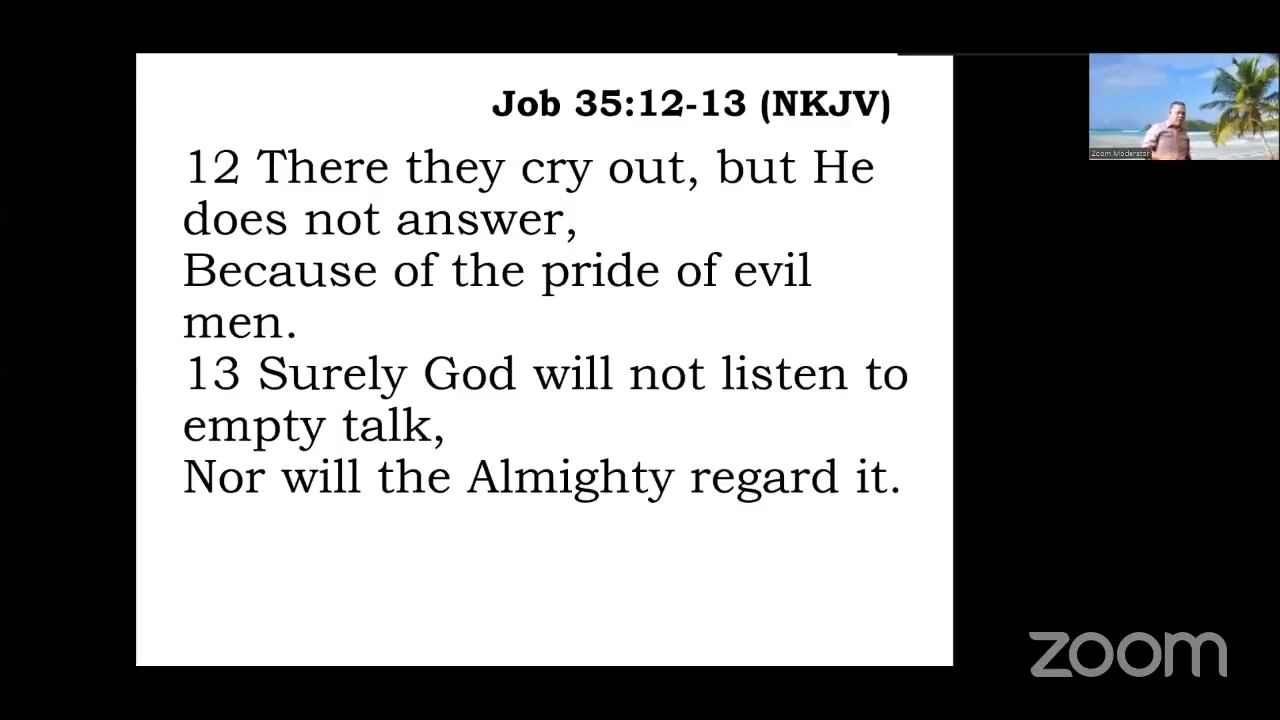 Job 35:12-13 (NKJV)
12 There they cry out, but He
does not answer,
Because of the pride of evil
men.
13 Surely God will not listen to
empty talk,
Nor will the Almighty regard it.
Zoom Moderator
zoom